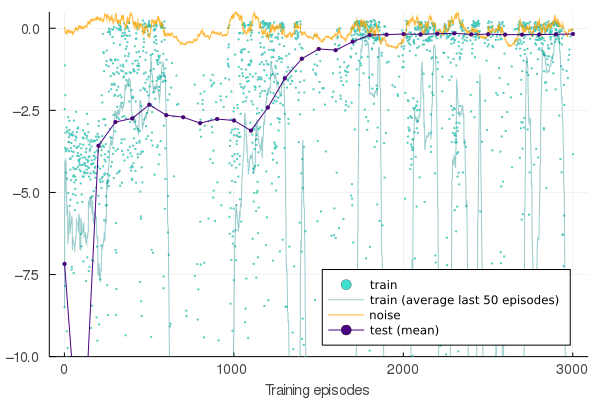 0.0
−2.5
−5.0
−7.5
−10.0
0
1000
2000
3000
Training episodes
train
train (average last 50 episodes)
noise
test (mean)